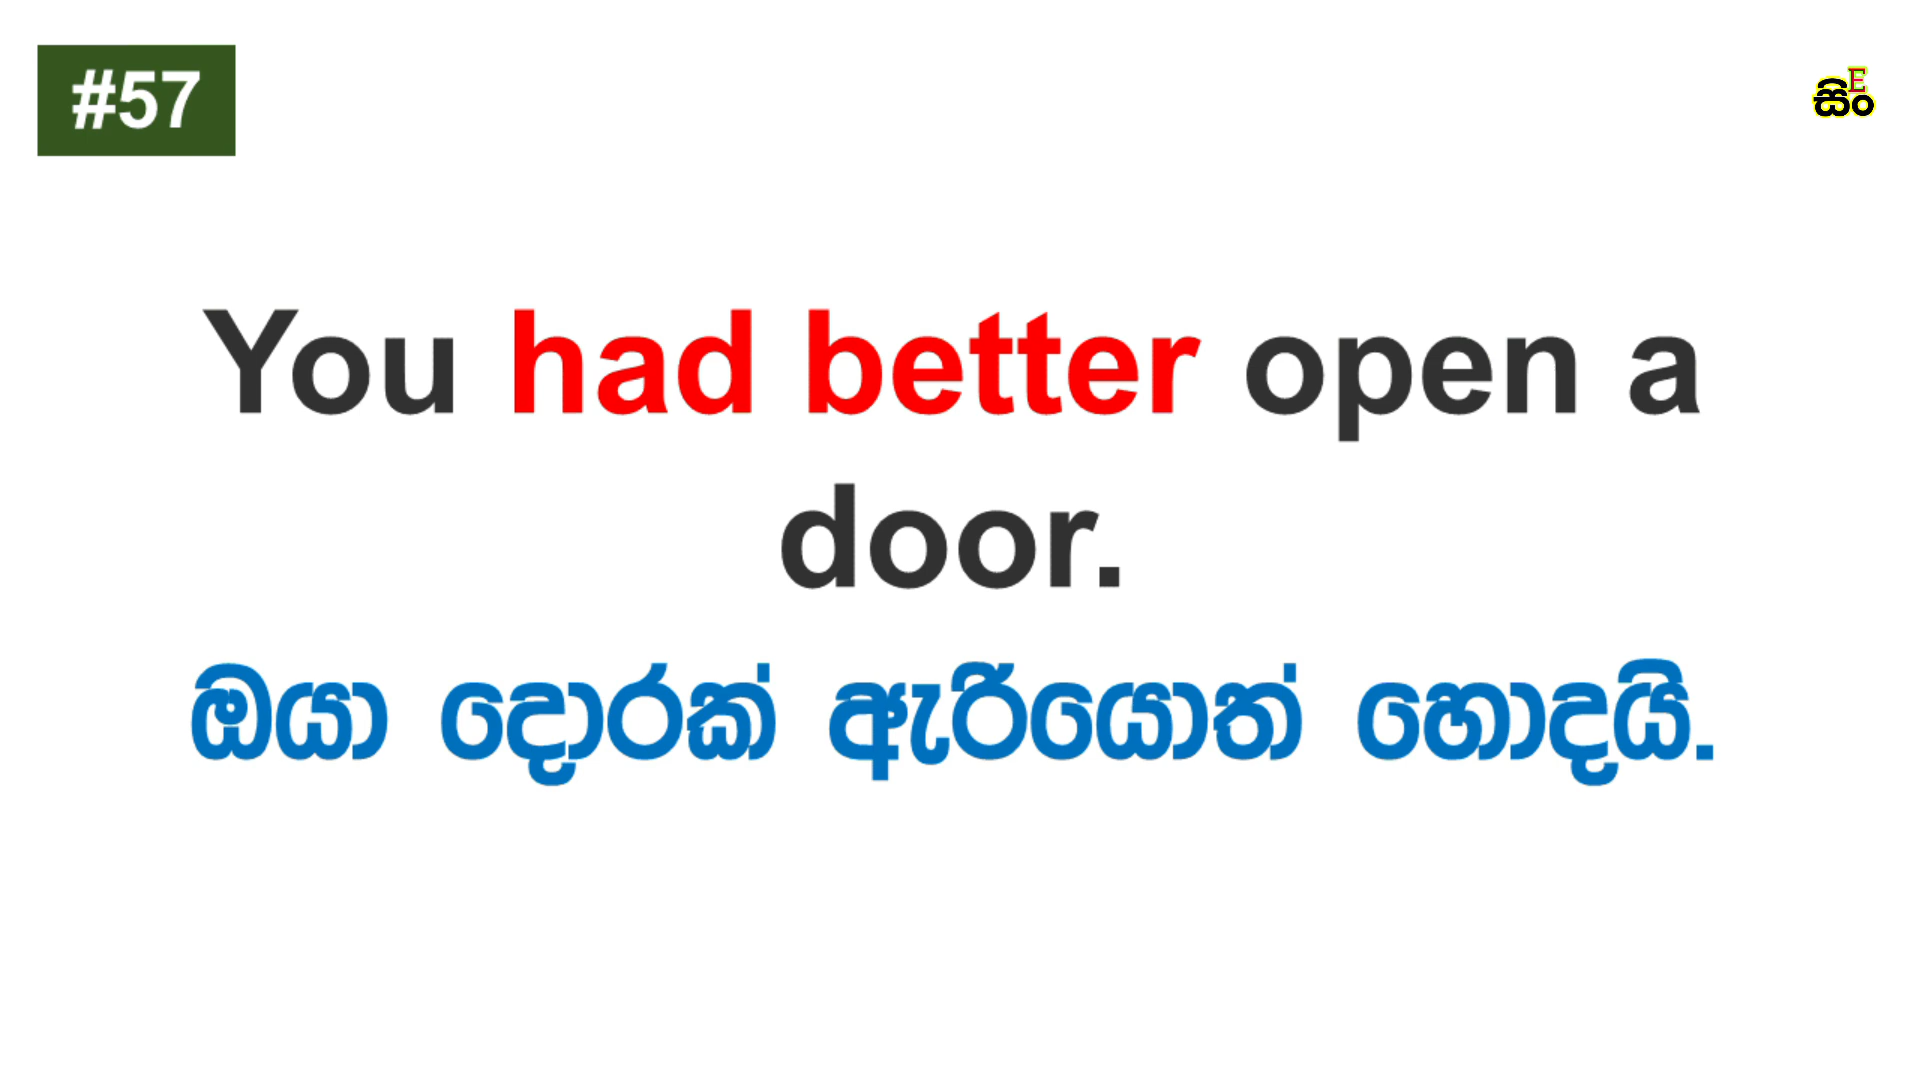 #57
සිං
E
You had better open a
door.
ඔයා දොරක් ඇරියොත් හොදයි.